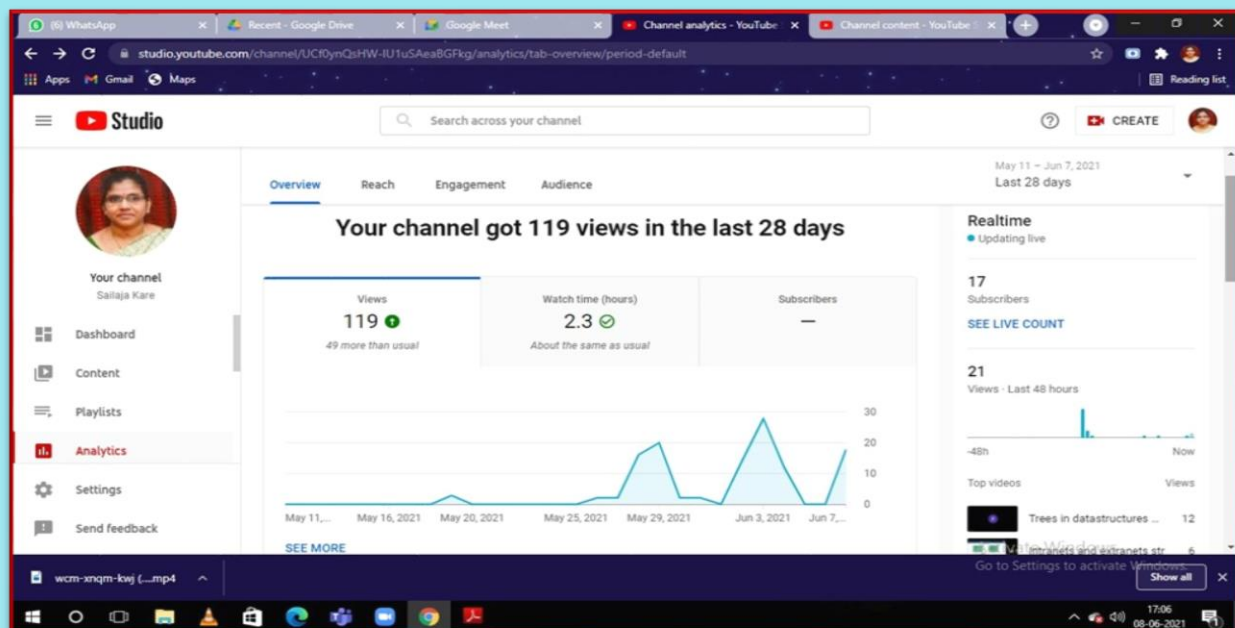 (6) WhatsApp
Recent - Google Drive
Google Meet
Channel analytics - YouTube
Channel content - YouTube S
studio.youtube.com/channel/UCf0ynQsHW-IU1uSAeaBGFkg/analytics/tab-overview/period-default
Apps Gmail Maps
Reading list
Studio
Search across your channel
CREATE
Your channel
Sailaja Kare
Dashboard
Content
Playlists
Analytics
Settings
Send feedback
Overview Reach Engagement Audience
May 11 – Jun 7, 2021
Last 28 days
Your channel got 119 views in the last 28 days
Views
119
49 more than usual
Watch time (hours)
2.3
About the same as usual
Subscribers
—
30
20
10
0
May 11,... May 16, 2021 May 20, 2021 May 25, 2021 May 29, 2021 Jun 3, 2021 Jun 7,...
SEE MORE
Realtime
Updating live
17
Subscribers
SEE LIVE COUNT
21
Views · Last 48 hours
-48h Now
Top videos Views
Trees in datastructures ... 12
Intranets and extranets str 6
Windows
Go to Settings to activate Windows.
wcm-xnqm-kwj (....mp4
Show all
17:06
08-06-2021